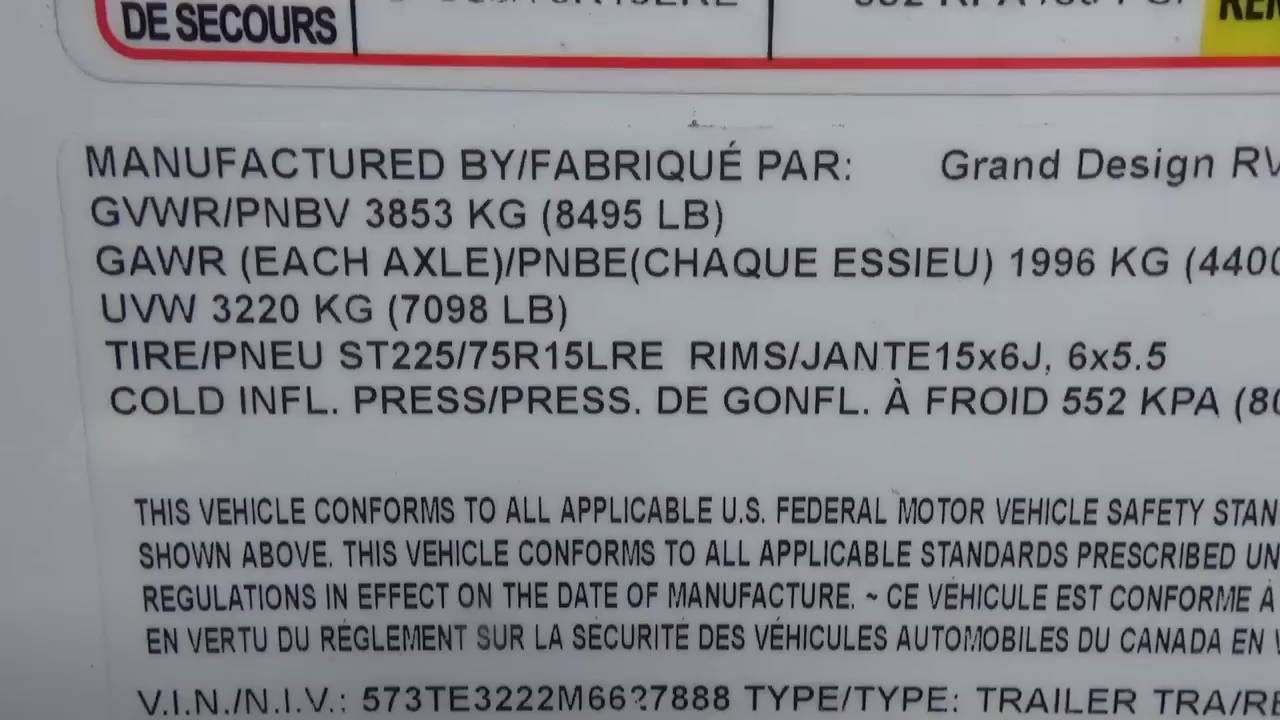 DE SECOURS
MANUFACTURED BY/FABRIQUÉ PAR: Grand Design RV
GVWR/PNBV 3853 KG (8495 LB)
GAWR (EACH AXLE)/PNBE(CHAQUE ESSIEU) 1996 KG (4400
UVW 3220 KG (7098 LB)
TIRE/PNEU ST225/75R15LRE RIMS/JANTE15x6J, 6x5.5
COLD INFL. PRESS/PRESS. DE GONFL. À FROID 552 KPA (80
THIS VEHICLE CONFORMS TO ALL APPLICABLE U.S. FEDERAL MOTOR VEHICLE SAFETY STAN
SHOWN ABOVE. THIS VEHICLE CONFORMS TO ALL APPLICABLE STANDARDS PRESCRIBED UN
REGULATIONS IN EFFECT ON THE DATE OF MANUFACTURE. ~ CE VÉHICULE EST CONFORME À
EN VERTU DU RÈGLEMENT SUR LA SÉCURITÉ DES VÉHICULES AUTOMOBILES DU CANADA EN
V.I.N./N.I.V.: TYPE/TYPE: TRAILER TRA/RE